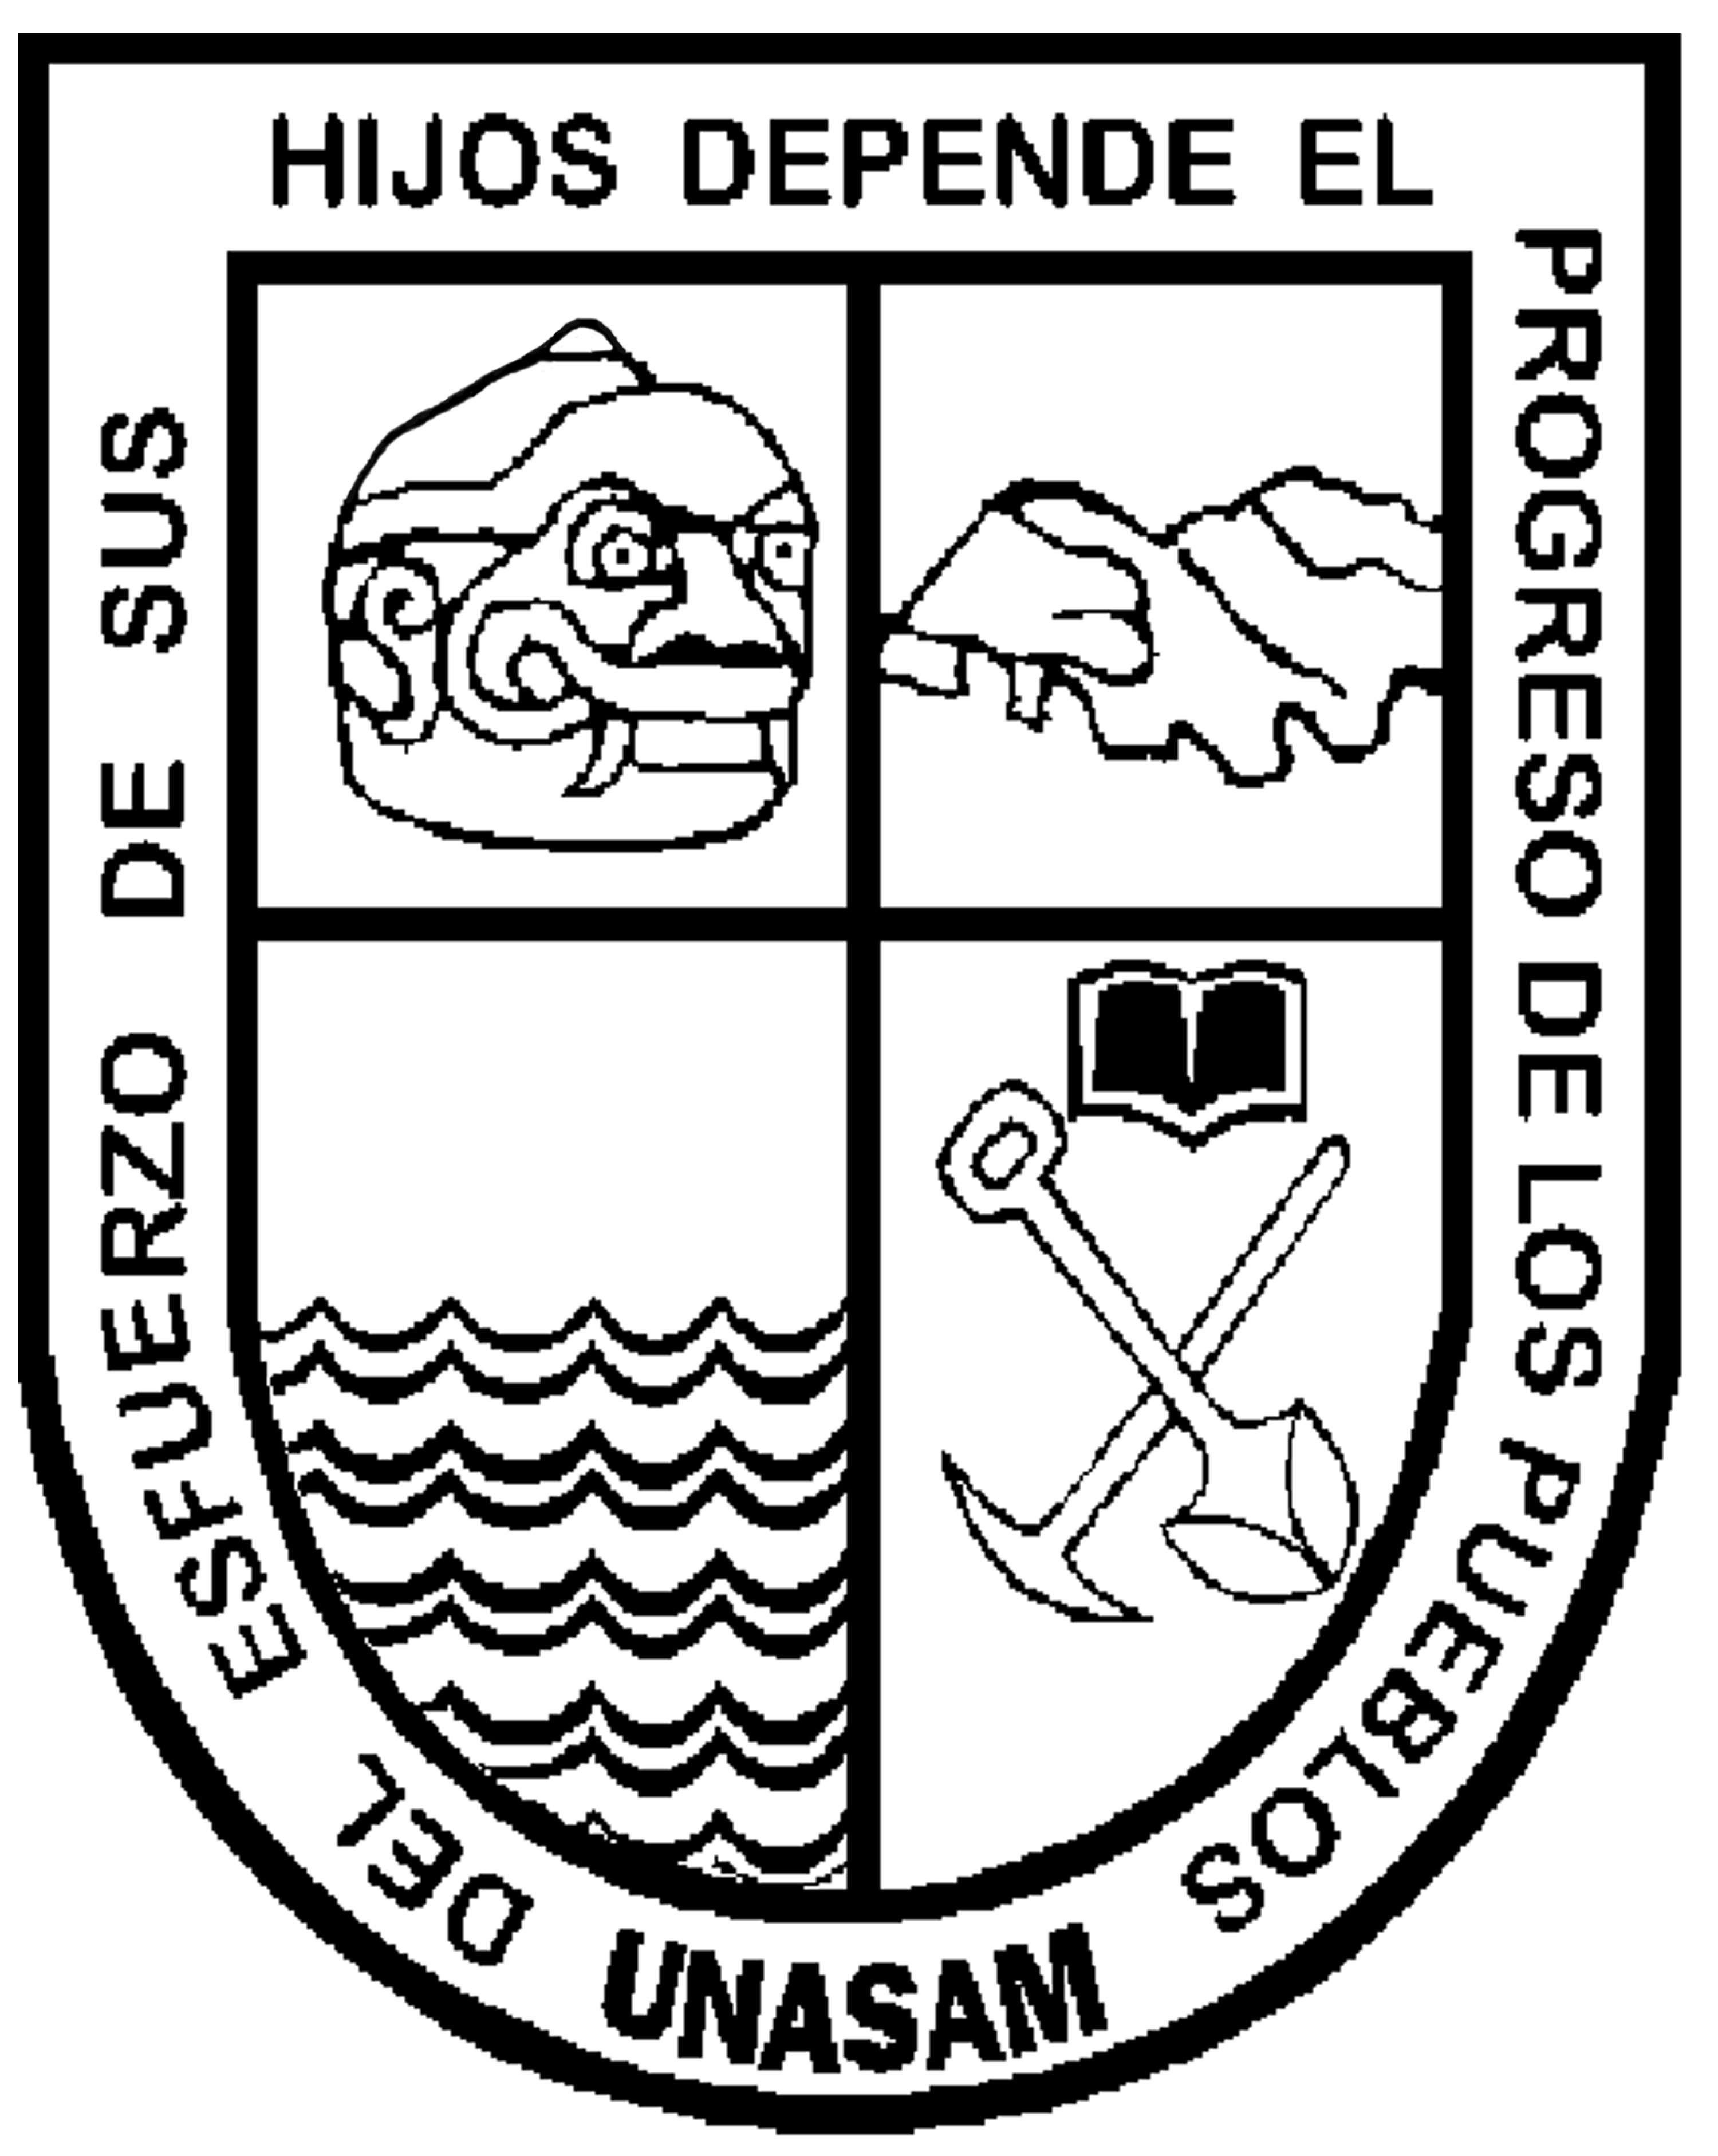 DEL ESFUERZO DE SUS
HIJOS DEPENDE EL
PROGRESO DE LOS PUEBLOS
UNASAM